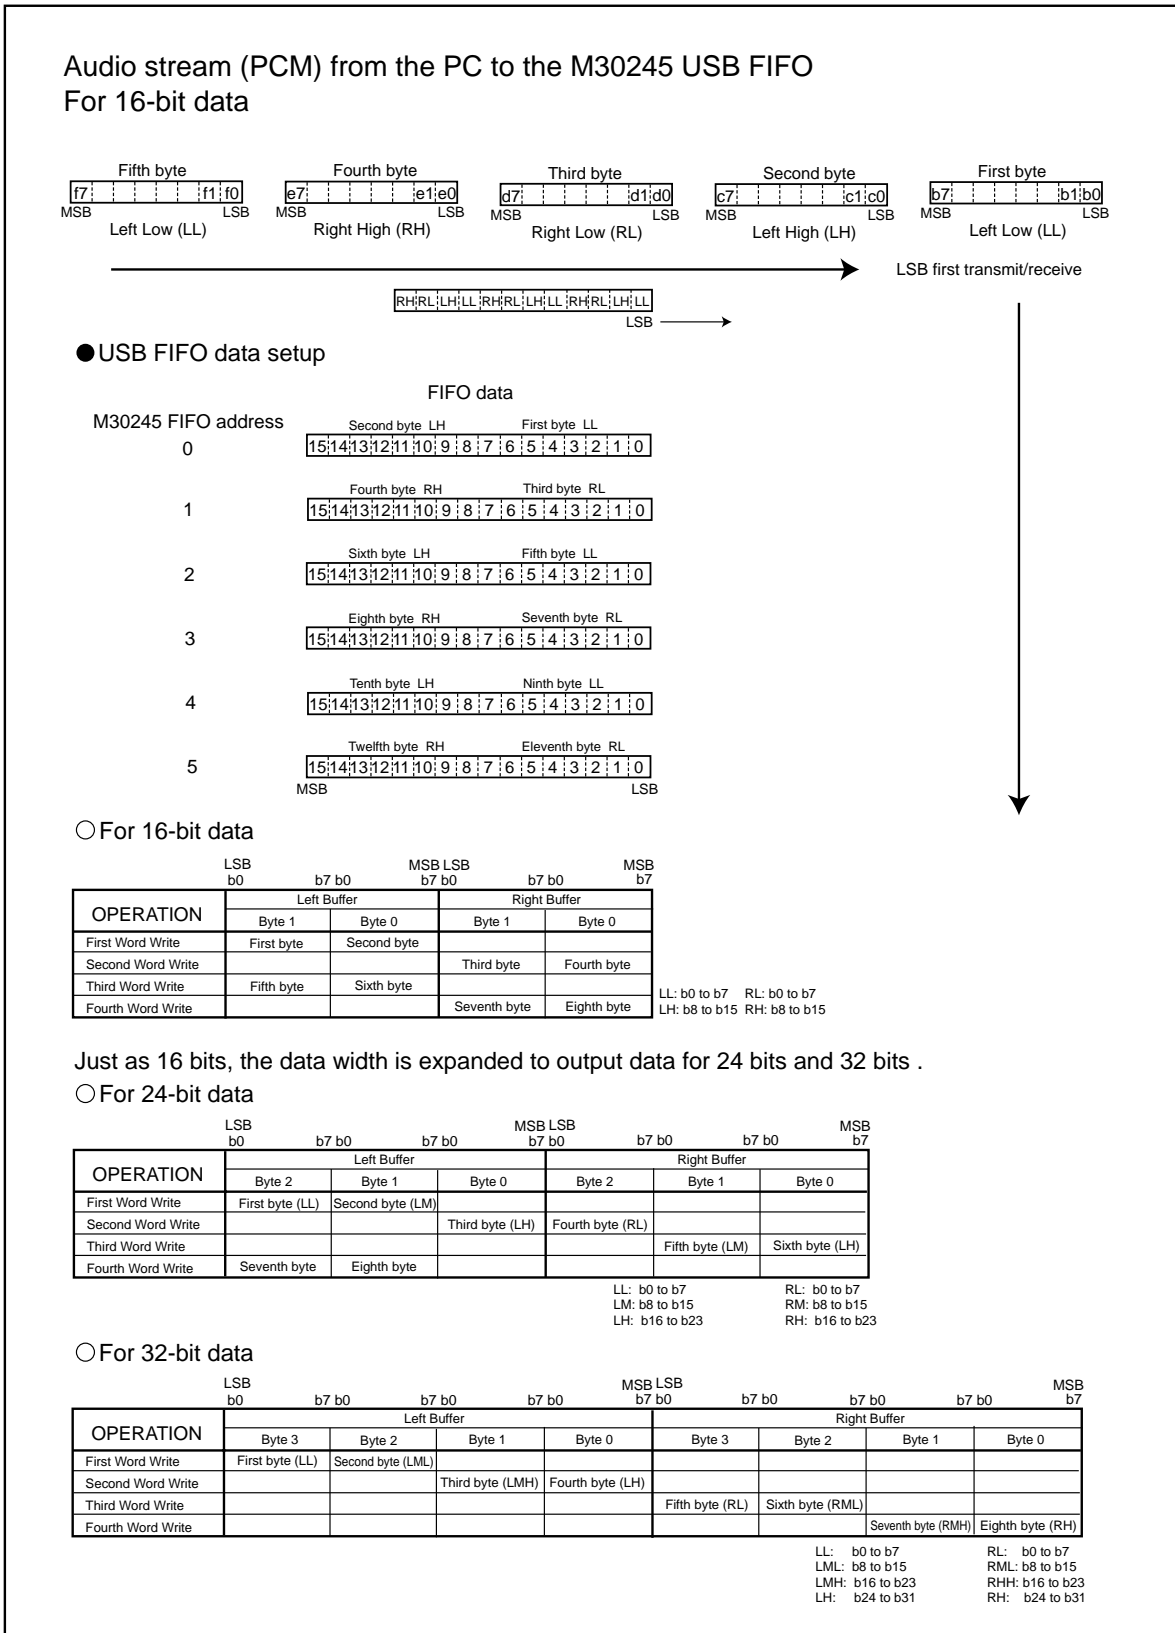 Audio stream (PCM) from the PC to the M30245 USB FIFO
For 16-bit data
Fifth byte Fourth byte Third byte Second byte First byte
f7 f1 f0 e7 e1 e0 d7 d1 d0 c7 c1 c0 b7 b1 b0
MSB LSB MSB LSB MSB LSB MSB LSB MSB LSB
Left Low (LL) Right High (RH) Right Low (RL) Left High (LH) Left Low (LL)
LSB first transmit/receive
RH RL LH LL RH RL LH LL RH RL LH LL
LSB
●USB FIFO data setup
FIFO data
M30245 FIFO address
Second byte LH First byte LL
0 15 14 13 12 11 10 9 8 7 6 5 4 3 2 1 0
Fourth byte RH Third byte RL
1 15 14 13 12 11 10 9 8 7 6 5 4 3 2 1 0
Sixth byte LH Fifth byte LL
2 15 14 13 12 11 10 9 8 7 6 5 4 3 2 1 0
Eighth byte RH Seventh byte RL
3 15 14 13 12 11 10 9 8 7 6 5 4 3 2 1 0
Tenth byte LH Ninth byte LL
4 15 14 13 12 11 10 9 8 7 6 5 4 3 2 1 0
Twelfth byte RH Eleventh byte RL
5 15 14 13 12 11 10 9 8 7 6 5 4 3 2 1 0
MSB LSB
○For 16-bit data
LSB MSB LSB MSB
b0 b7 b0 b7 b0 b7 b0 b7
OPERATION Left Buffer Right Buffer
Byte 1 Byte 0 Byte 1 Byte 0
First Word Write First byte Second byte
Second Word Write Third byte Fourth byte
Third Word Write Fifth byte Sixth byte
Fourth Word Write Seventh byte Eighth byte
LL: b0 to b7 RL: b0 to b7
LH: b8 to b15 RH: b8 to b15
Just as 16 bits, the data width is expanded to output data for 24 bits and 32 bits .
○For 24-bit data
LSB MSB LSB MSB
b0 b7 b0 b7 b0 b7 b0 b7 b0 b7 b0 b7
OPERATION Left Buffer Right Buffer
Byte 2 Byte 1 Byte 0 Byte 2 Byte 1 Byte 0
First Word Write First byte (LL) Second byte (LM)
Second Word Write Third byte (LH) Fourth byte (RL)
Third Word Write Fifth byte (LM) Sixth byte (LH)
Fourth Word Write Seventh byte Eighth byte
LL: b0 to b7 RL: b0 to b7
LM: b8 to b15 RM: b8 to b15
LH: b16 to b23 RH: b16 to b23
○For 32-bit data
LSB MSB LSB MSB
b0 b7 b0 b7 b0 b7 b0 b7 b0 b7 b0 b7 b0 b7 b0 b7
OPERATION Left Buffer Right Buffer
Byte 3 Byte 2 Byte 1 Byte 0 Byte 3 Byte 2 Byte 1 Byte 0
First Word Write First byte (LL) Second byte (LML)
Second Word Write Third byte (LMH) Fourth byte (LH)
Third Word Write Fifth byte (RL) Sixth byte (RML)
Fourth Word Write Seventh byte (RMH) Eighth byte (RH)
LL: b0 to b7 RL: b0 to b7
LML: b8 to b15 RML: b8 to b15
LMH: b16 to b23 RHH: b16 to b23
LH: b24 to b31 RH: b24 to b31